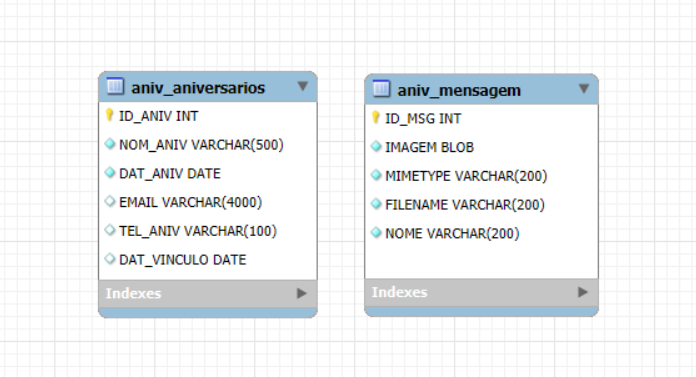 aniv_aniversarios
ID_ANIV INT
NOM_ANIV VARCHAR(500)
DAT_ANIV DATE
EMAIL VARCHAR(4000)
TEL_ANIV VARCHAR(100)
DAT_VINCULO DATE
Indexes
aniv_mensagem
ID_MSG INT
IMAGEM BLOB
MIMETYPE VARCHAR(200)
FILENAME VARCHAR(200)
NOME VARCHAR(200)
Indexes